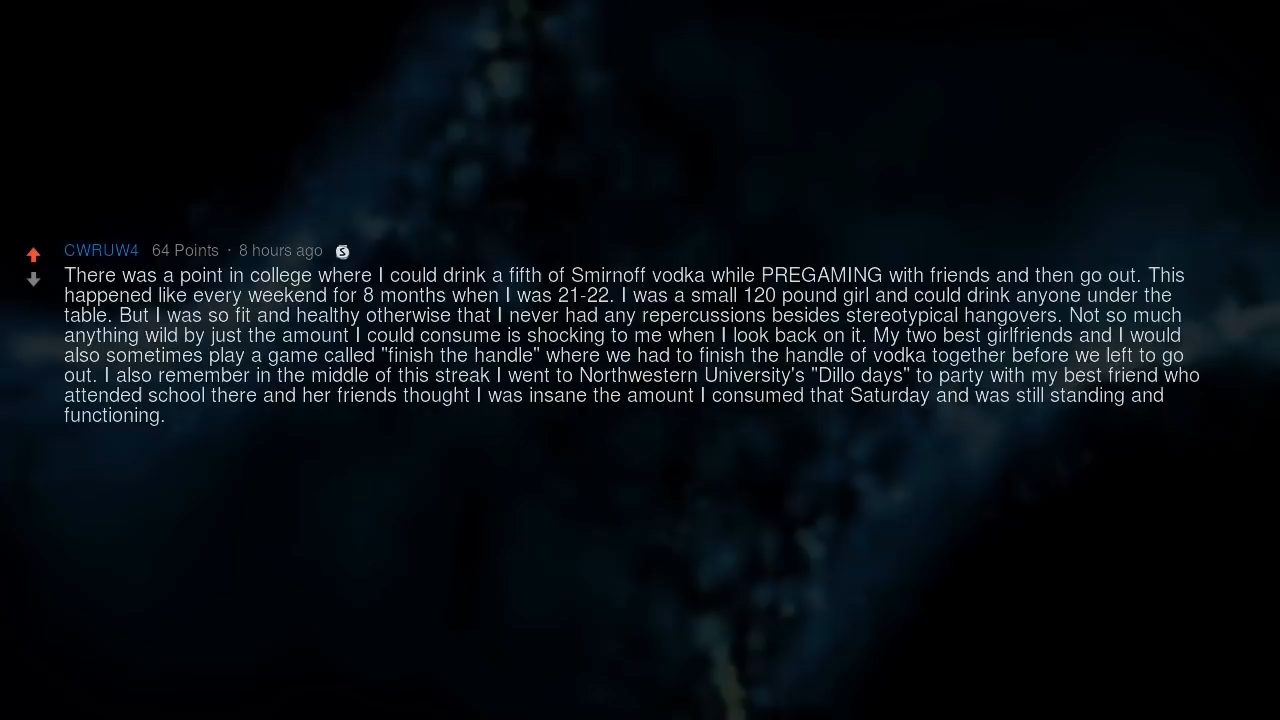 CWRUW4 64 Points · 8 hours ago
There was a point in college where I could drink a fifth of Smirnoff vodka while PREGAMING with friends and then go out. This
happened like every weekend for 8 months when I was 21-22. I was a small 120 pound girl and could drink anyone under the
table. But I was so fit and healthy otherwise that I never had any repercussions besides stereotypical hangovers. Not so much
anything wild by just the amount I could consume is shocking to me when I look back on it. My two best girlfriends and I would
also sometimes play a game called "finish the handle" where we had to finish the handle of vodka together before we left to go
out. I also remember in the middle of this streak I went to Northwestern University's "Dillo days" to party with my best friend who
attended school there and her friends thought I was insane the amount I consumed that Saturday and was still standing and
functioning.